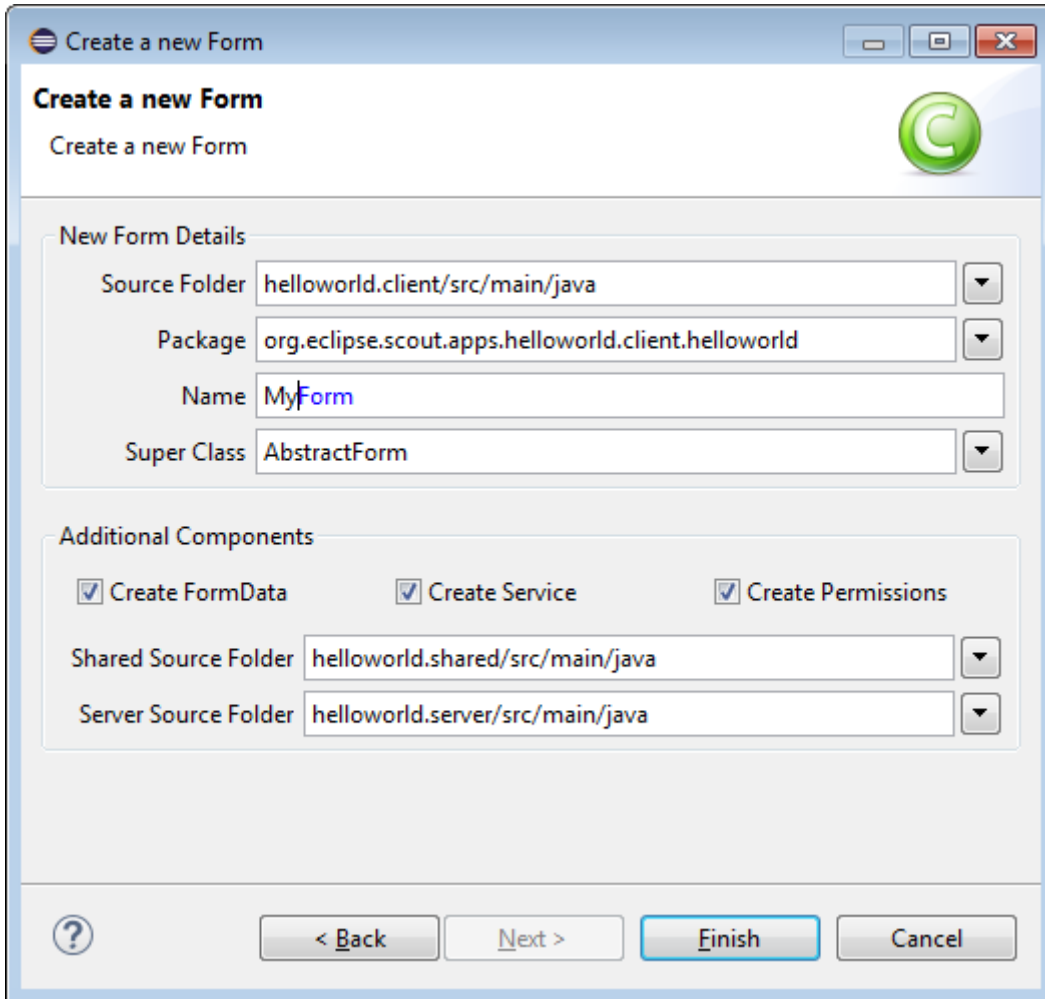 Create a new Form
Create a new Form
Create a new Form
New Form Details
Source Folder helloworld.client/src/main/java
Package org.eclipse.scout.apps.helloworld.client.helloworld
Name MyForm
Super Class AbstractForm
Additional Components
Create FormData Create Service Create Permissions
Shared Source Folder helloworld.shared/src/main/java
Server Source Folder helloworld.server/src/main/java
? < Back Next > Finish Cancel